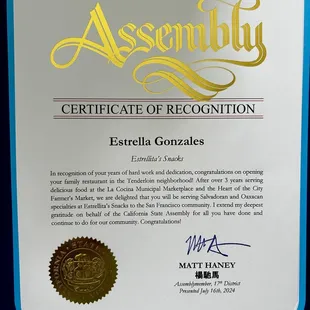 Assembly
CERTIFICATE OF RECOGNITION
Estrella Gonzales
Estrellita's Snacks
In recognition of your years of hard work and dedication, congratulations on opening
your family restaurant in the Tenderloin neighborhood! After over 3 years serving
delicious food at the La Cocina Municipal Marketplace and the Heart of the City
Farmer's Market, we are delighted that you will be serving Salvadoran and Oaxacan
specialties at Estrellita's Snacks to the San Francisco community. I extend my deepest
gratitude on behalf of the California State Assembly for all you have done and
continue to do for our community. Congratulations!
MATT HANEY
楊馳馬
Assemblymember, 17th District
Presented July 16th, 2024